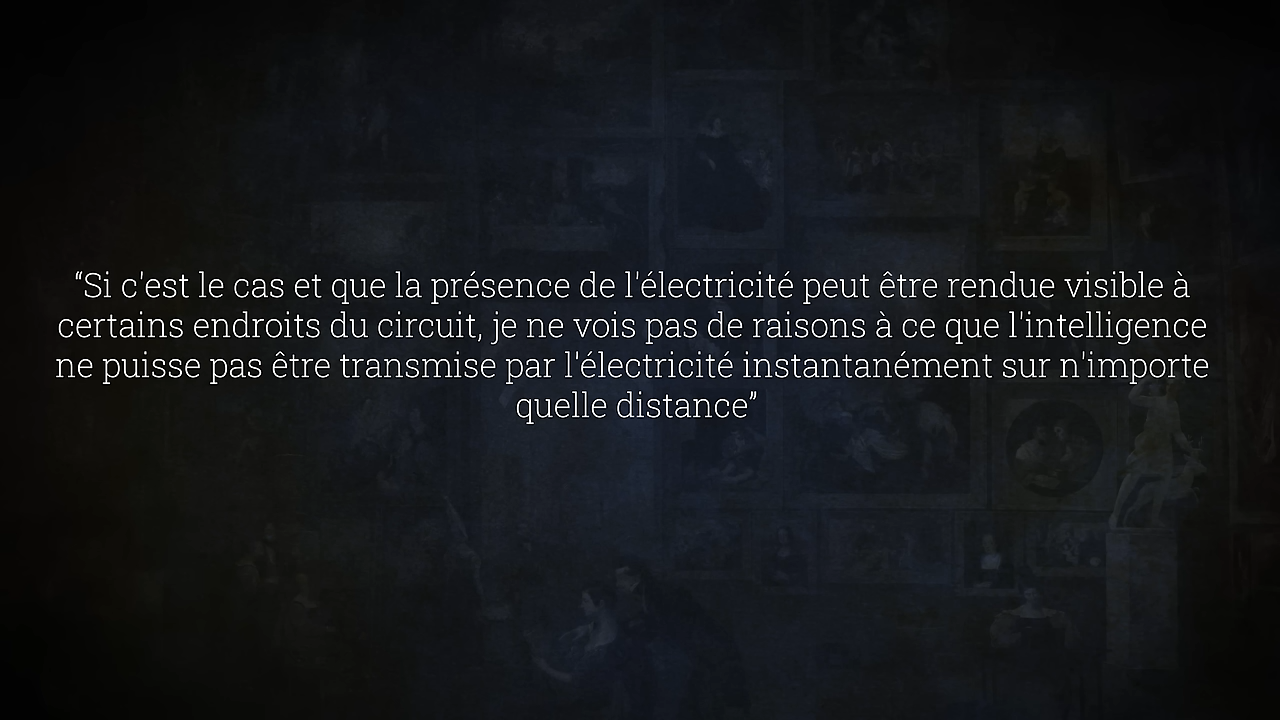 “Si c'est le cas et que la présence de l'électricité peut être rendue visible à
certains endroits du circuit, je ne vois pas de raisons à ce que l'intelligence
ne puisse pas être transmise par l'électricité instantanément sur n'importe
quelle distance”